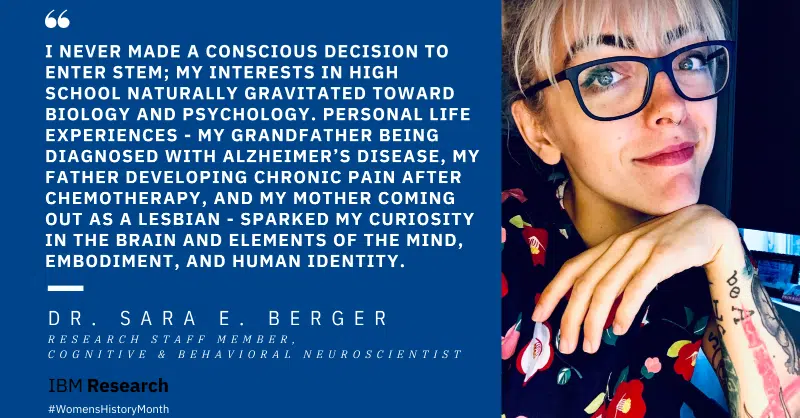 ❝
I NEVER MADE A CONSCIOUS DECISION TO
ENTER STEM; MY INTERESTS IN HIGH
SCHOOL NATURALLY GRAVITATED TOWARD
BIOLOGY AND PSYCHOLOGY. PERSONAL LIFE
EXPERIENCES - MY GRANDFATHER BEING
DIAGNOSED WITH ALZHEIMER’S DISEASE, MY
FATHER DEVELOPING CHRONIC PAIN AFTER
CHEMOTHERAPY, AND MY MOTHER COMING
OUT AS A LESBIAN - SPARKED MY CURIOSITY
IN THE BRAIN AND ELEMENTS OF THE MIND,
EMBODIMENT, AND HUMAN IDENTITY.
DR. SARA E. BERGER
RESEARCH STAFF MEMBER,
COGNITIVE & BEHAVIORAL NEUROSCIENTIST
IBM Research
#WomensHistoryMonth